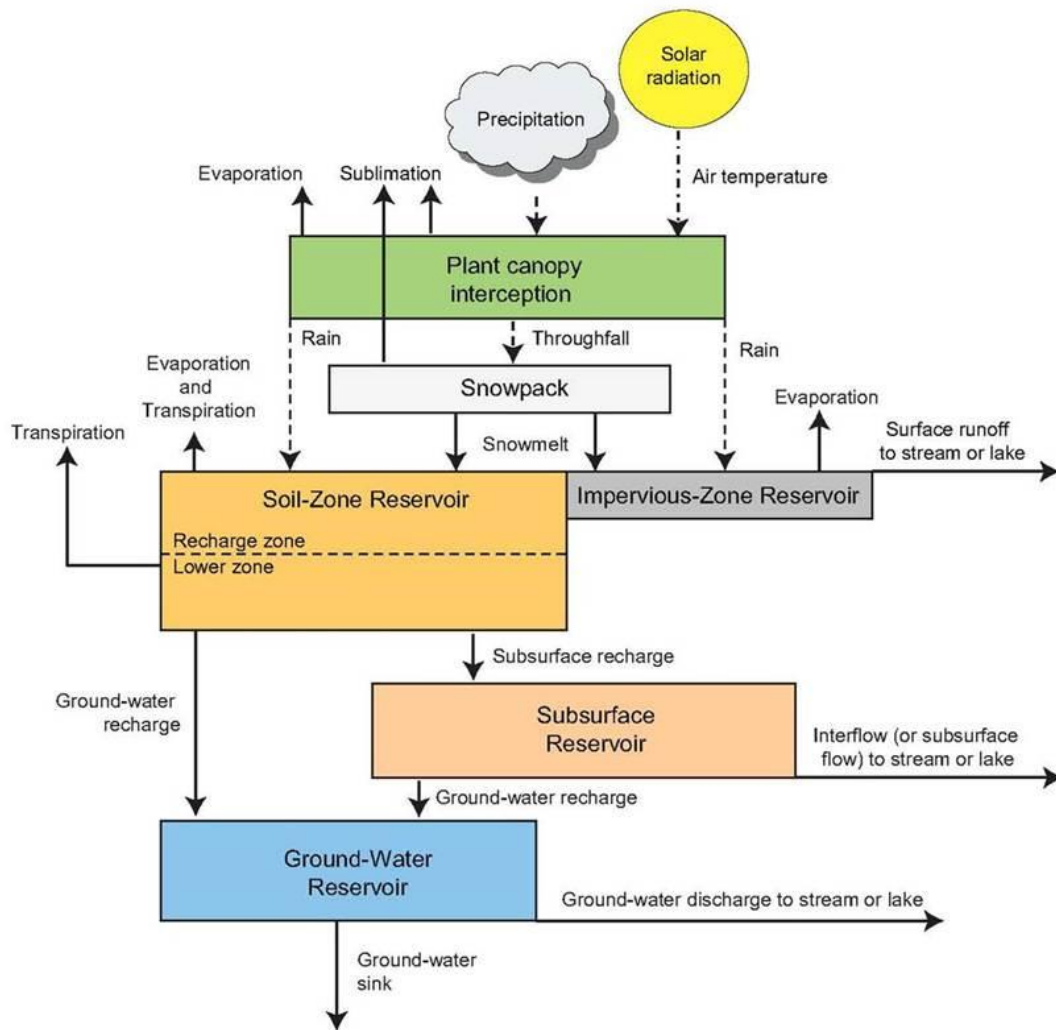 Solar
radiation
Precipitation
Evaporation
Sublimation
Air temperature
Plant canopy
interception
Rain
Throughfall
Rain
Evaporation
and
Transpiration
Snowpack
Evaporation
Transpiration
Snowmelt
Surface runoff
to stream or lake
Soil-Zone Reservoir
Impervious-Zone Reservoir
Recharge zone
Lower zone
Subsurface recharge
Ground-water
recharge
Subsurface
Reservoir
Interflow (or subsurface
flow) to stream or lake
Ground-water recharge
Ground-Water
Reservoir
Ground-water discharge to stream or lake
Ground-water
sink